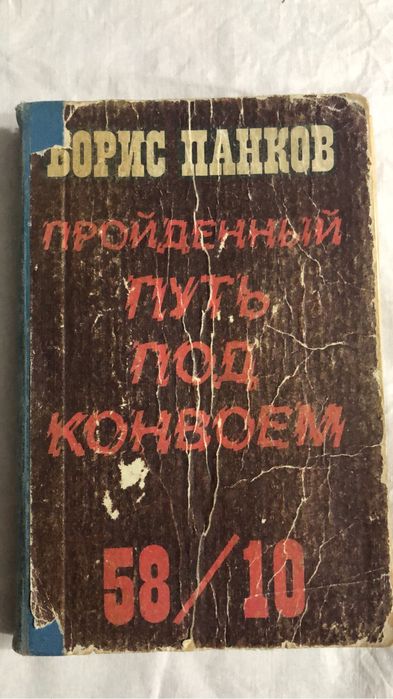 БОРИС ПАНКОВ
ПРОЙДЕННЫЙ
ПУТЬ
ПОД
КОНВОЕМ
58/10